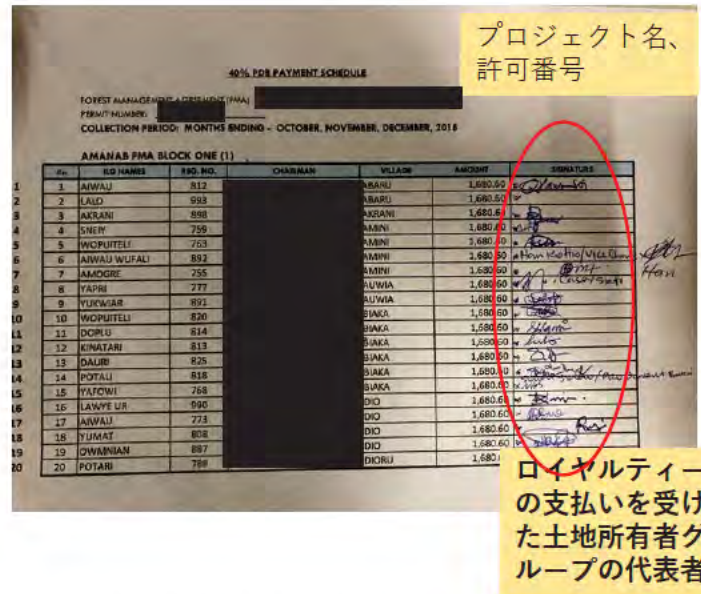 プロジェクト名、
許可番号
40% PDB PAYMENT SCHEDULE
FOREST MANAGEMENT AGREEMENT (FMA)
PERMIT NUMBER:
COLLECTION PERIOD: MONTHS ENDING - OCTOBER, NOVEMBER, DECEMBER, 2018
AMANAB FMA BLOCK ONE (1)
ILG NAMES REG. NO. CHAIRMAN VILLAGE AMOUNT SIGNATURE
1 1 AIWAU 812 ABARU 1,680.60
2 2 LALO 993 ABARU 1,680.60
3 3 AKRANI 898 AKRANI 1,680.60
4 4 SNEIY 759 AMINI 1,680.60
5 5 WOPUITELI 763 AMINI 1,680.60
6 6 AIWAU WUFALI 892 AMINI 1,680.60
7 7 AMOGRE 755 AMINI 1,680.60
8 8 YAPRI 777 AUWIA 1,680.60
9 9 YUKWIAR 891 AUWIA 1,680.60
10 10 WOPUITELI 820 BIAKA 1,680.60
11 11 DOPLU 814 BIAKA 1,680.60
12 12 KINATARI 813 BIAKA 1,680.60
13 13 DAURI 825 BIAKA 1,680.60
14 14 POTALI 818 BIAKA 1,680.60
15 15 YAFOWI 768 BIAKA 1,680.60
16 16 LAWYE UR 990 DIO 1,680.60
17 17 AIWAU 773 DIO 1,680.60
18 18 YUMAT 808 DIO 1,680.60
19 19 OWMNIAN 887 DIO 1,680.60
20 20 POTARI 788 DIORU
ロイヤルティー
の支払いを受け
た土地所有者グ
ループの代表者